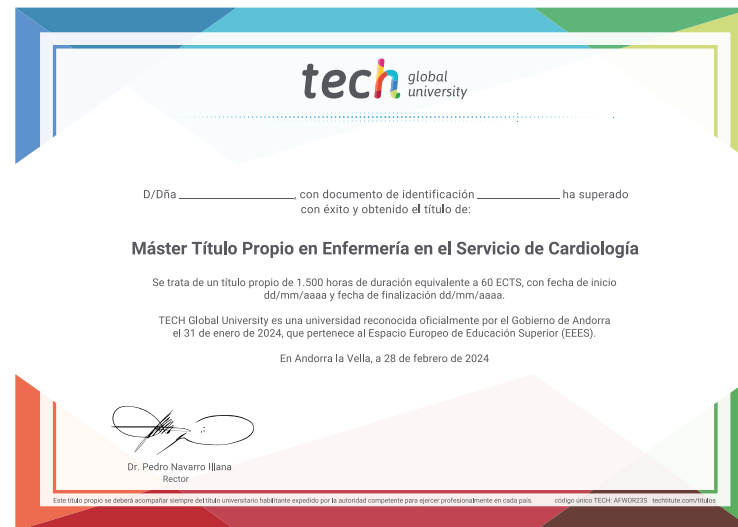 tech global university
D/Dña ______________, con documento de identificación ______________ ha superado
con éxito y obtenido el título de:
Máster Título Propio en Enfermería en el Servicio de Cardiología
Se trata de un título propio de 1.500 horas de duración equivalente a 60 ECTS, con fecha de inicio
dd/mm/aaaa y fecha de finalización dd/mm/aaaa.
TECH Global University es una universidad reconocida oficialmente por el Gobierno de Andorra
el 31 de enero de 2024, que pertenece al Espacio Europeo de Educación Superior (EEES).
En Andorra la Vella, a 28 de febrero de 2024
Dr. Pedro Navarro Illana
Rector
Este título propio se deberá acompañar siempre del título universitario habilitante expedido por la autoridad competente para ejercer profesionalmente en cada país. código único TECH: AFWOR23S techtitute.com/titulos